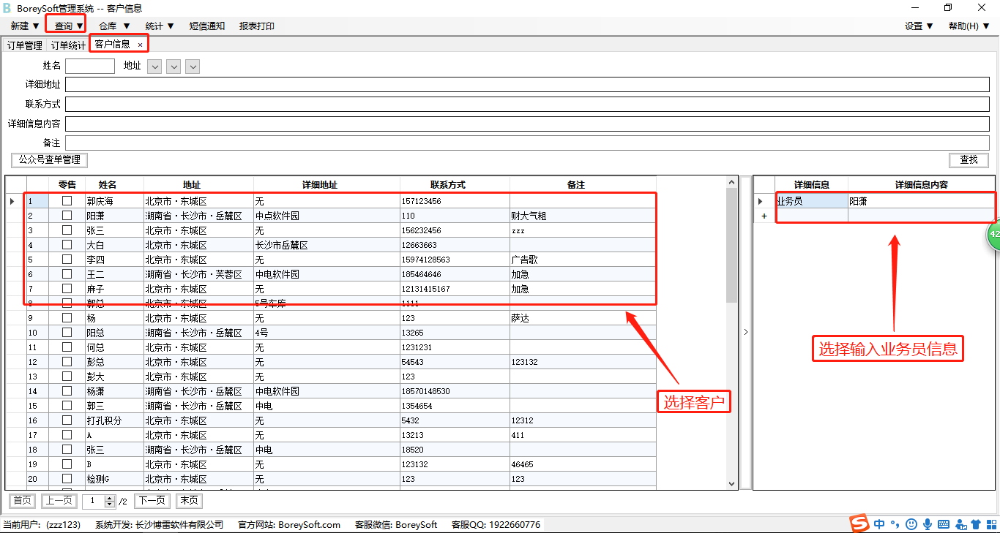 BoreySoft管理系统 -- 客户信息
新建 ▼ 查询 ▼ 仓库 ▼ 统计 ▼ 短信通知 报表打印 设置 ▼ 帮助(H) ▼
订单管理 订单统计 客户信息 ×
姓名 地址
详细地址
联系方式
详细信息内容
备注
公众号查单管理 查找
零售 姓名 地址 详细地址 联系方式 备注 详细信息 详细信息内容
1 郭庆海 北京市·东城区 无 157123456 业务员 阳潇
2 阳潇 湖南省·长沙市·岳麓区 中点软件园 110 财大气粗 +
3 张三 北京市·东城区 无 156232456 zzz
4 大白 北京市·东城区 长沙市岳麓区 12663663
5 李四 北京市·东城区 无 15974128563 广告歌
6 王二 湖南省·长沙市·芙蓉区 中电软件园 185464646 加急
7 麻子 北京市·东城区 无 12131415167 加急
8 郭总 北京市·东城区 5号车库 1111
9 杨 北京市·东城区 无 123 萨达
10 阳总 湖南省·长沙市·岳麓区 4号 13265
11 何总 北京市·东城区 无 1231231
12 彭总 北京市·东城区 无 54543 123132
13 彭大 北京市·东城区 无 123
14 杨潇 湖南省·长沙市·岳麓区 中电软件园 18570148530
15 郭三 湖南省·长沙市·岳麓区 中电 1354654
16 打孔积分 北京市·东城区 无 5432 12312
17 A 北京市·东城区 无 13213 411
18 张三 湖南省·长沙市·岳麓区 中电 18520
19 B 北京市·东城区 无 123132 46465
20 检测G 北京市·东城区 无 123 123
选择客户
选择输入业务员信息
42
首页 上一页 1 /2 下一页 末页
当前用户: (zzz123) 系统开发: 长沙博雷软件有限公司 官方网站: BoreySoft.com 客服微信: BoreySoft 客服QQ: 1922660776
中